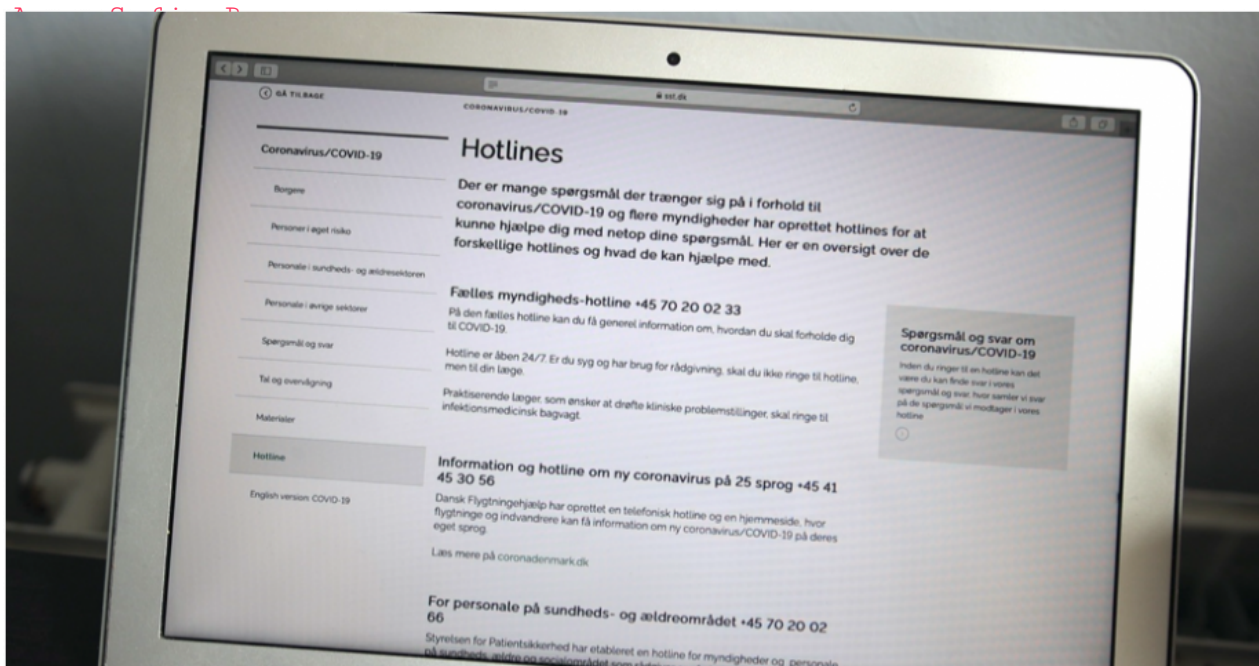 sst.dk
GÅ TILBAGE
CORONAVIRUS/COVID-19
Coronavirus/COVID-19
Borgere
Personer i øget risiko
Personale i sundheds- og ældresektoren
Personale i øvrige sektorer
Spørgsmål og svar
Tal og overvågning
Materialer
Hotline
English version: COVID-19
Hotlines
Der er mange spørgsmål der trænger sig på i forhold til
coronavirus/COVID-19 og flere myndigheder har oprettet hotlines for at
kunne hjælpe dig med netop dine spørgsmål. Her er en oversigt over de
forskellige hotlines og hvad de kan hjælpe med.
Fælles myndigheds-hotline +45 70 20 02 33
På den fælles hotline kan du få generel information om, hvordan du skal forholde dig
til COVID-19.
Hotline er åben 24/7. Er du syg og har brug for rådgivning, skal du ikke ringe til hotline,
men til din læge.
Praktiserende læger, som ønsker at drøfte kliniske problemstillinger, skal ringe til
infektionsmedicinsk bagvagt.
Information og hotline om ny coronavirus på 25 sprog +45 41
45 30 56
Dansk Flygtningehjælp har oprettet en telefonisk hotline og en hjemmeside, hvor
flygtninge og indvandrere kan få information om ny coronavirus/COVID-19 på deres
eget sprog.
Læs mere på coronadenmark.dk
For personale på sundheds- og ældreområdet +45 70 20 02
66
Styrelsen for Patientsikkerhed har etableret en hotline for myndigheder og personale
på sundheds, ældre og socialområdet som
Spørgsmål og svar om
coronavirus/COVID-19
Inden du ringer til en hotline kan det
være du kan finde svar i vores
spørgsmål og svar, hvor samler vi svar
på de spørgsmål vi modtager i vores
hotline